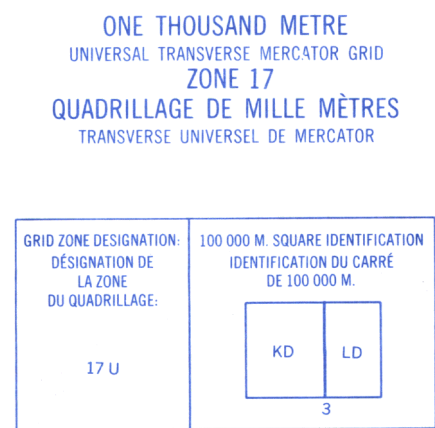 ONE THOUSAND METRE
UNIVERSAL TRANSVERSE MERCATOR GRID
ZONE 17
QUADRILLAGE DE MILLE MÈTRES
TRANSVERSE UNIVERSEL DE MERCATOR
GRID ZONE DESIGNATION:
DÉSIGNATION DE
LA ZONE
DU QUADRILLAGE:
17 U
100 000 M. SQUARE IDENTIFICATION
IDENTIFICATION DU CARRÉ
DE 100 000 M.
KD LD
3